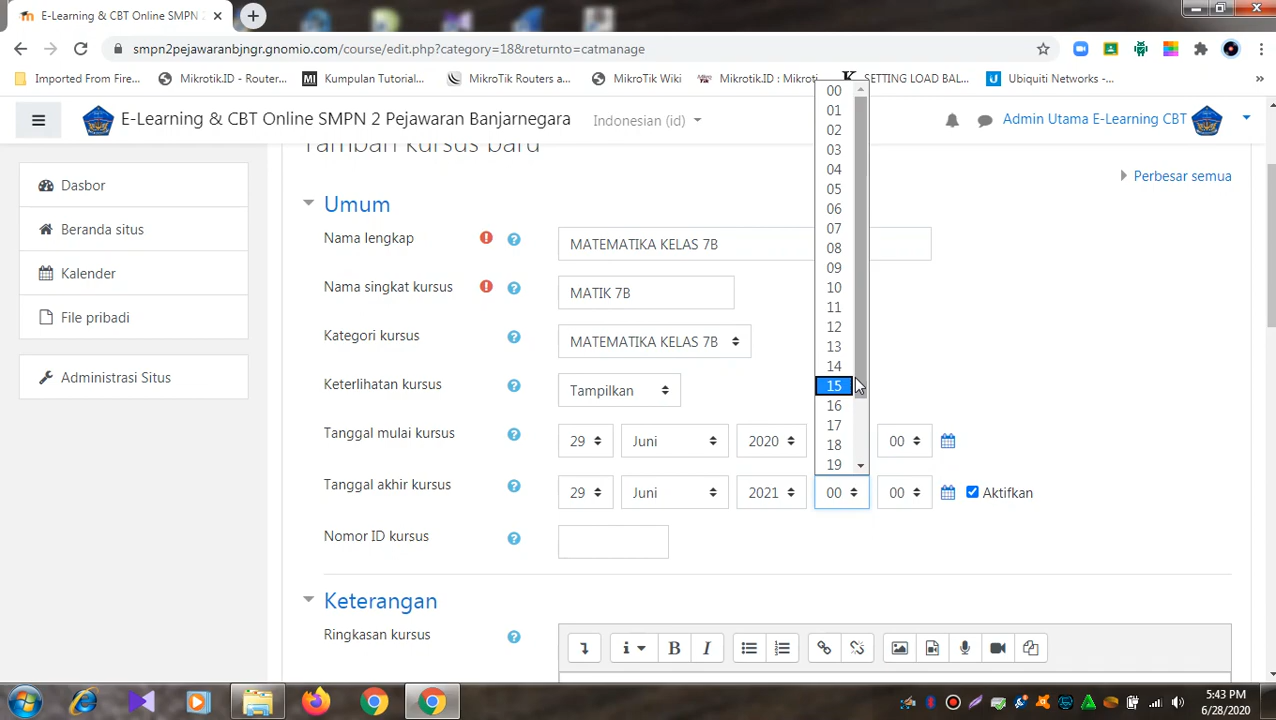 E-Learning & CBT Online SMPN 2
smpn2pejawaranbjngr.gnomio.com/course/edit.php?category=18&returnto=catmanage
Imported From Fire...
Mikrotik.ID - Router...
Kumpulan Tutorial...
MikroTik Routers a...
MikroTik Wiki
Mikrotik.ID : Mikroti
SETTING LOAD BAL...
Ubiquiti Networks -...
»
E-Learning & CBT Online SMPN 2 Pejawaran Banjarnegara
Indonesian (id)
Admin Utama E-Learning CBT
Dasbor
Beranda situs
Kalender
File pribadi
Administrasi Situs
Tambah kursus baru
Perbesar semua
Umum
Nama lengkap
MATEMATIKA KELAS 7B
Nama singkat kursus
MATIK 7B
Kategori kursus
MATEMATIKA KELAS 7B
Keterlihatan kursus
Tampilkan
Tanggal mulai kursus
29 Juni 2020 00
Tanggal akhir kursus
29 Juni 2021 00 00 Aktifkan
00
01
02
03
04
05
06
07
08
09
10
11
12
13
14
15
16
17
18
19
Nomor ID kursus
Keterangan
Ringkasan kursus
B I
5:43 PM
6/28/2020